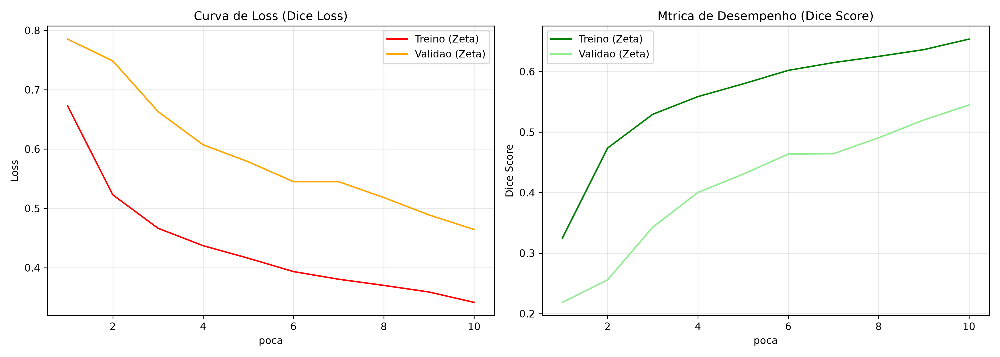 Curva de Loss (Dice Loss)
0.8
0.7
0.6
0.5
0.4
Loss
Treino (Zeta)
Validao (Zeta)
2 4 6 8 10
poca
Mtrica de Desempenho (Dice Score)
Treino (Zeta)
Validao (Zeta)
0.6
0.5
0.4
0.3
0.2
Dice Score
2 4 6 8 10
poca